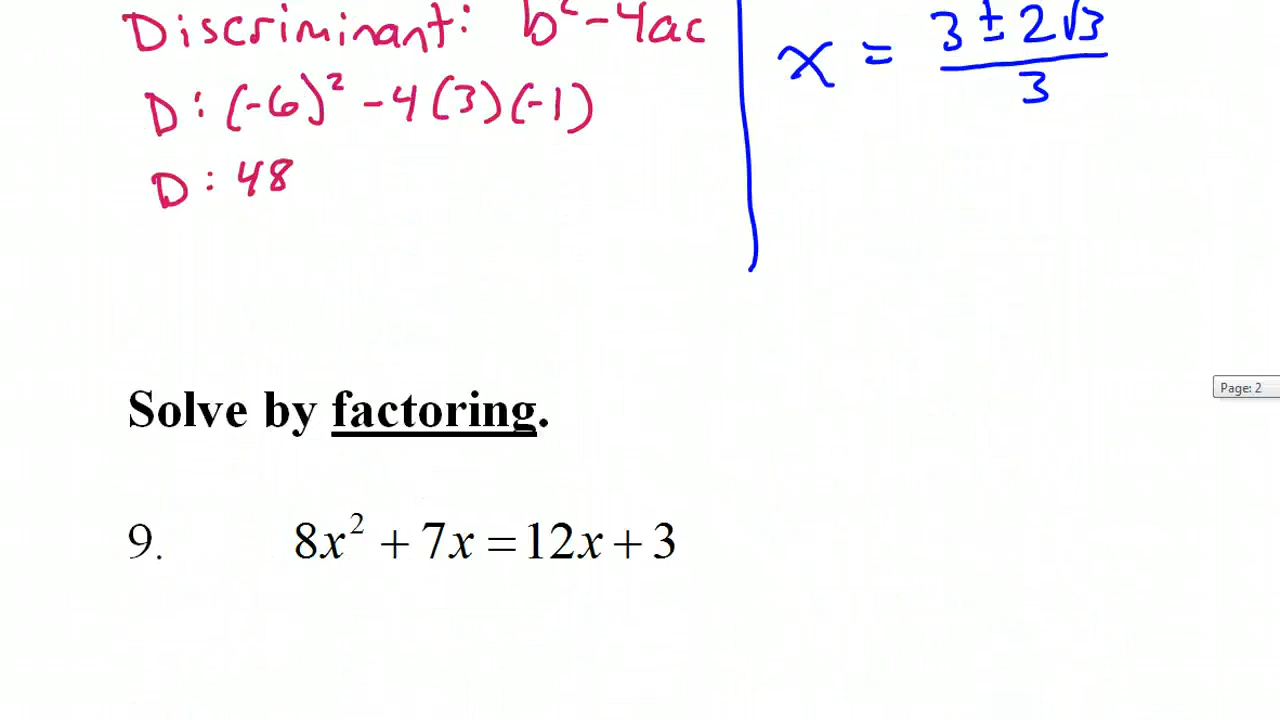 Discriminant: b² - 4ac
D: (-6)² - 4(3)(-1)
D: 48
x = 3 ± 2√3
3
Page: 2
Solve by factoring.
9. 8x² + 7x = 12x + 3